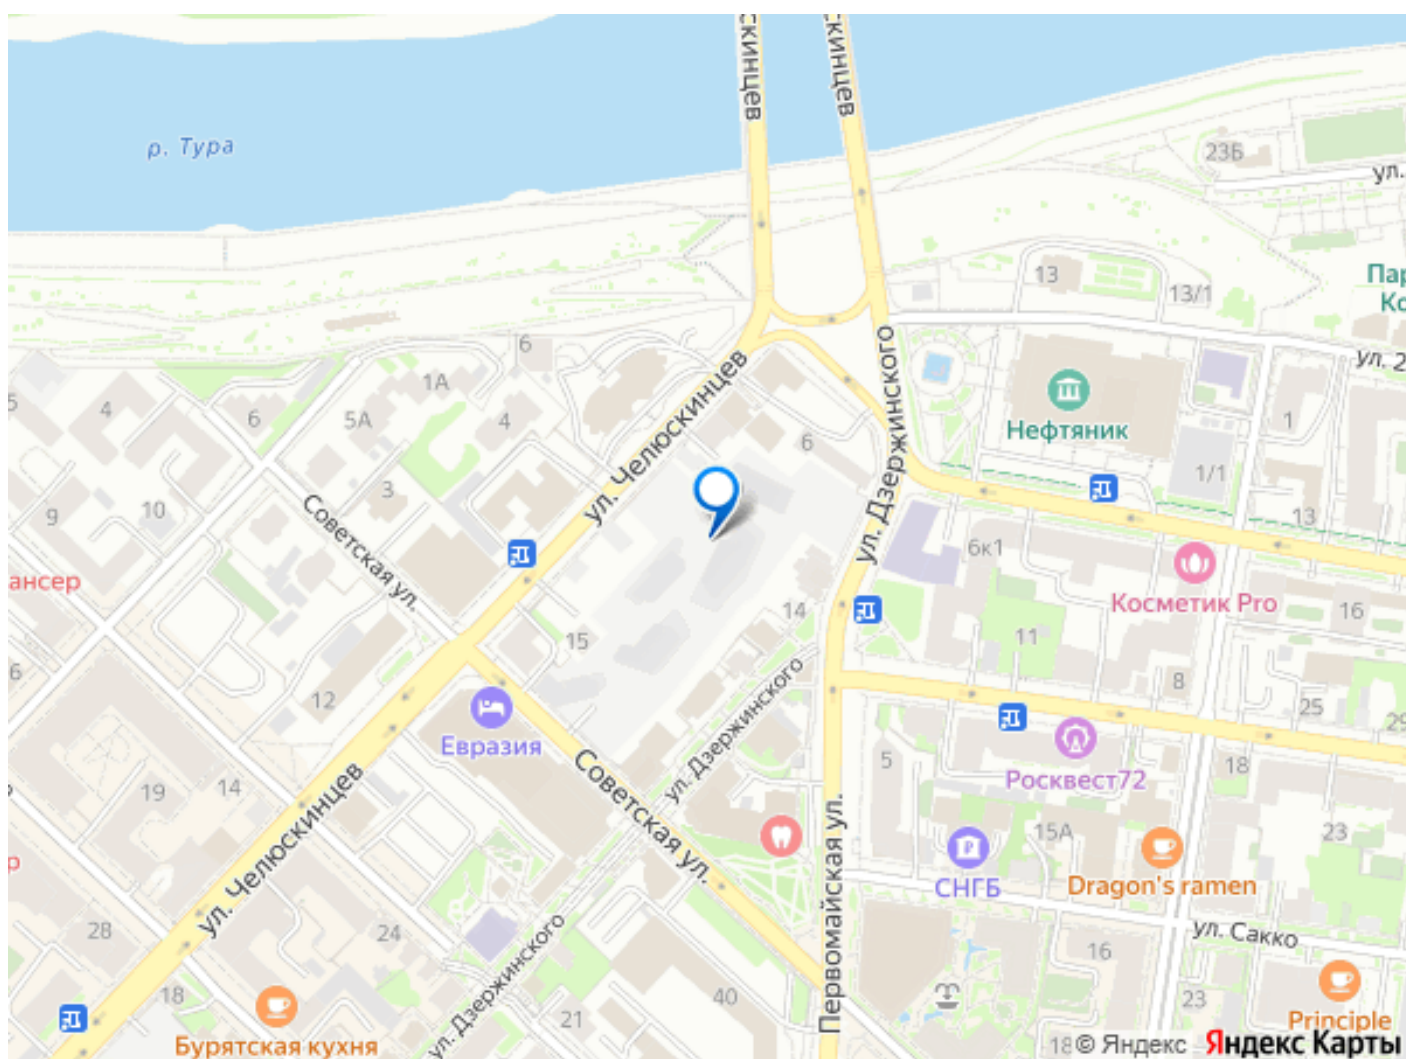 скинцев
скинцев
р. Тура
23Б
ул.
13
13/1
Пар
Ко
ул. 2
6
1А
5А
6
4
4
5
3
ул. Челюскинцев
ул. Дзержинского
6
Нефтяник
1
1/1
13
9
10
Советская ул.
ансер
6к1
Косметик Pro
16
14
11
15
12
6
8
25
29
Евразия
ул. Дзержинского
Росквест72
5
18
19
14
Советская ул.
ул. Челюскинцев
Первомайская ул.
15А
23
СНГБ
Dragon's ramen
р
28
24
ул. Сакко
16
18
ул. Дзержинского
40
21
23
Principle
Бурятская кухня
18
© Яндекс Яндекс Карты